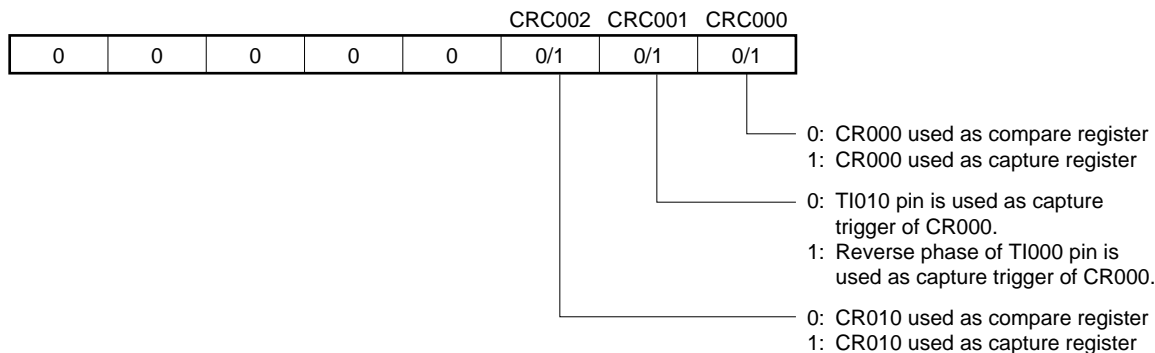 CRC002 CRC001 CRC000
0 0 0 0 0 0/1 0/1 0/1
0: CR000 used as compare register
1: CR000 used as capture register
0: TI010 pin is used as capture
trigger of CR000.
1: Reverse phase of TI000 pin is
used as capture trigger of CR000.
0: CR010 used as compare register
1: CR010 used as capture register